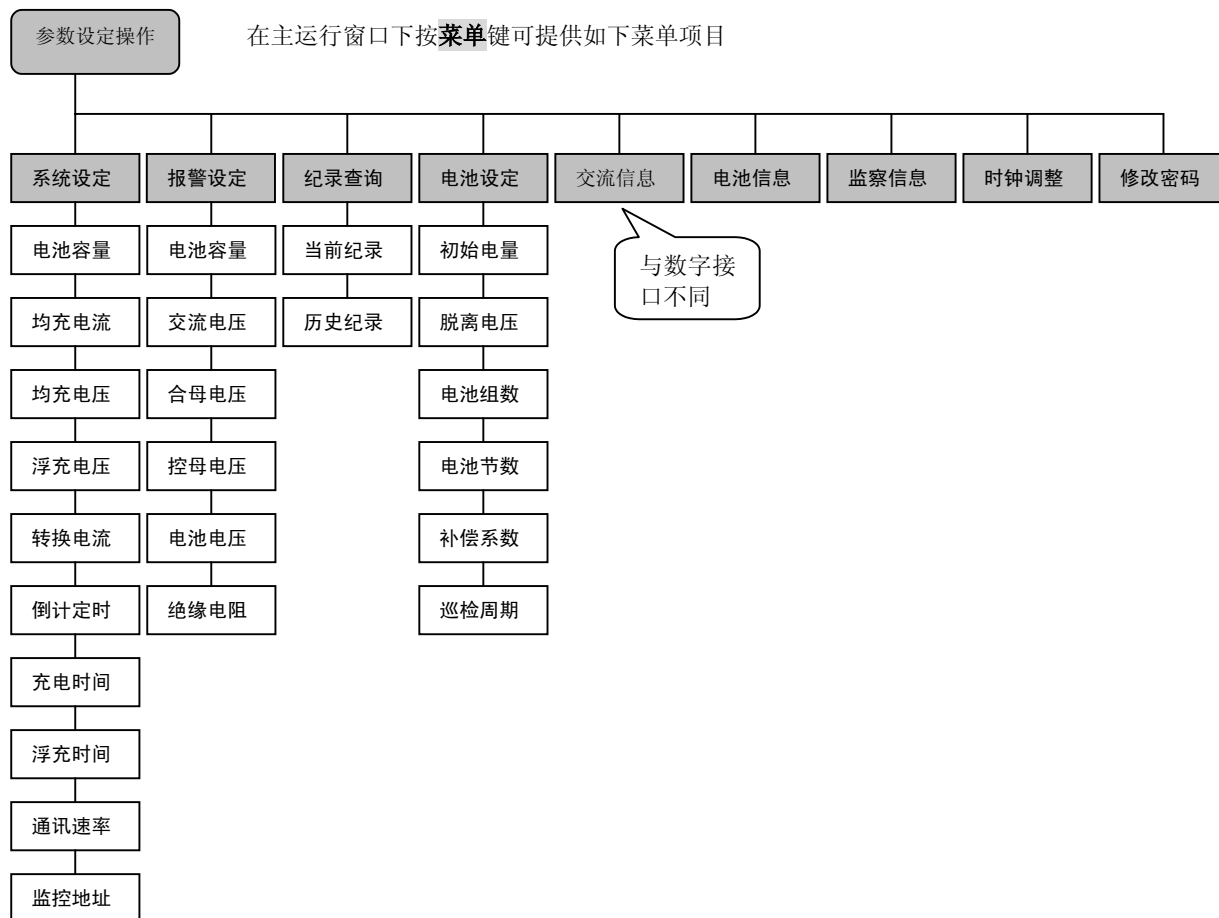 参数设定操作
在主运行窗口下按菜单键可提供如下菜单项目
系统设定 报警设定 纪录查询 电池设定 交流信息 电池信息 监察信息 时钟调整 修改密码
电池容量 电池容量 当前纪录 初始电量
与数字接
口不同
均充电流 交流电压 历史纪录 脱离电压
均充电压 合母电压 电池组数
浮充电压 控母电压 电池节数
转换电流 电池电压 补偿系数
倒计定时 绝缘电阻 巡检周期
充电时间
浮充时间
通讯速率
监控地址